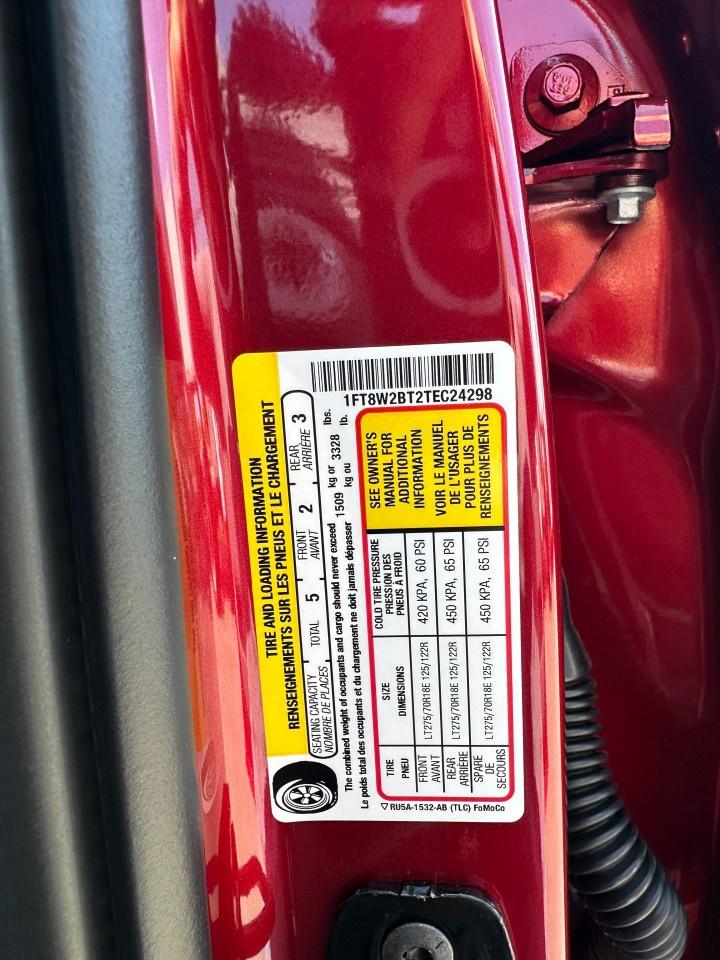 TIRE AND LOADING INFORMATION
RENSEIGNEMENTS SUR LES PNEUS ET LE CHARGEMENT
SEATING CAPACITY TOTAL 5 FRONT 2 REAR 3
NOMBRE DE PLACES AVANT ARRIÈRE
The combined weight of occupants and cargo should never exceed 1509 kg or 3328 lbs.
Le poids total des occupants et du chargement ne doit jamais dépasser kg ou lb.
TIRE SIZE COLD TIRE PRESSURE
PNEU DIMENSIONS PRESSION DES
PNEUS À FROID
FRONT LT275/70R18E 125/122R 420 KPA, 60 PSI
AVANT
REAR LT275/70R18E 125/122R 450 KPA, 65 PSI
ARRIÈRE
SPARE LT275/70R18E 125/122R 450 KPA, 65 PSI
DE
SECOURS
SEE OWNER'S
MANUAL FOR
ADDITIONAL
INFORMATION
VOIR LE MANUEL
DE L'USAGER
POUR PLUS DE
RENSEIGNEMENTS
1FT8W2BT2TEC24298
RU5A-1532-AB (TLC) FoMoCo